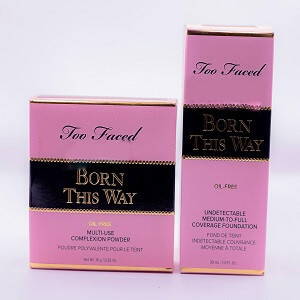 Too Faced
BORN
THIS WAY
OIL-FREE
MULTI-USE
COMPLEXION POWDER
POUDRE POLYVALENTE POUR LE TEINT
Too Faced
BORN
THIS WAY
OIL-FREE
UNDETECTABLE
MEDIUM-TO-FULL
COVERAGE FOUNDATION
FOND DE TEINT
INDÉTECTABLE COUVRANCE
MOYENNE À TOTALE